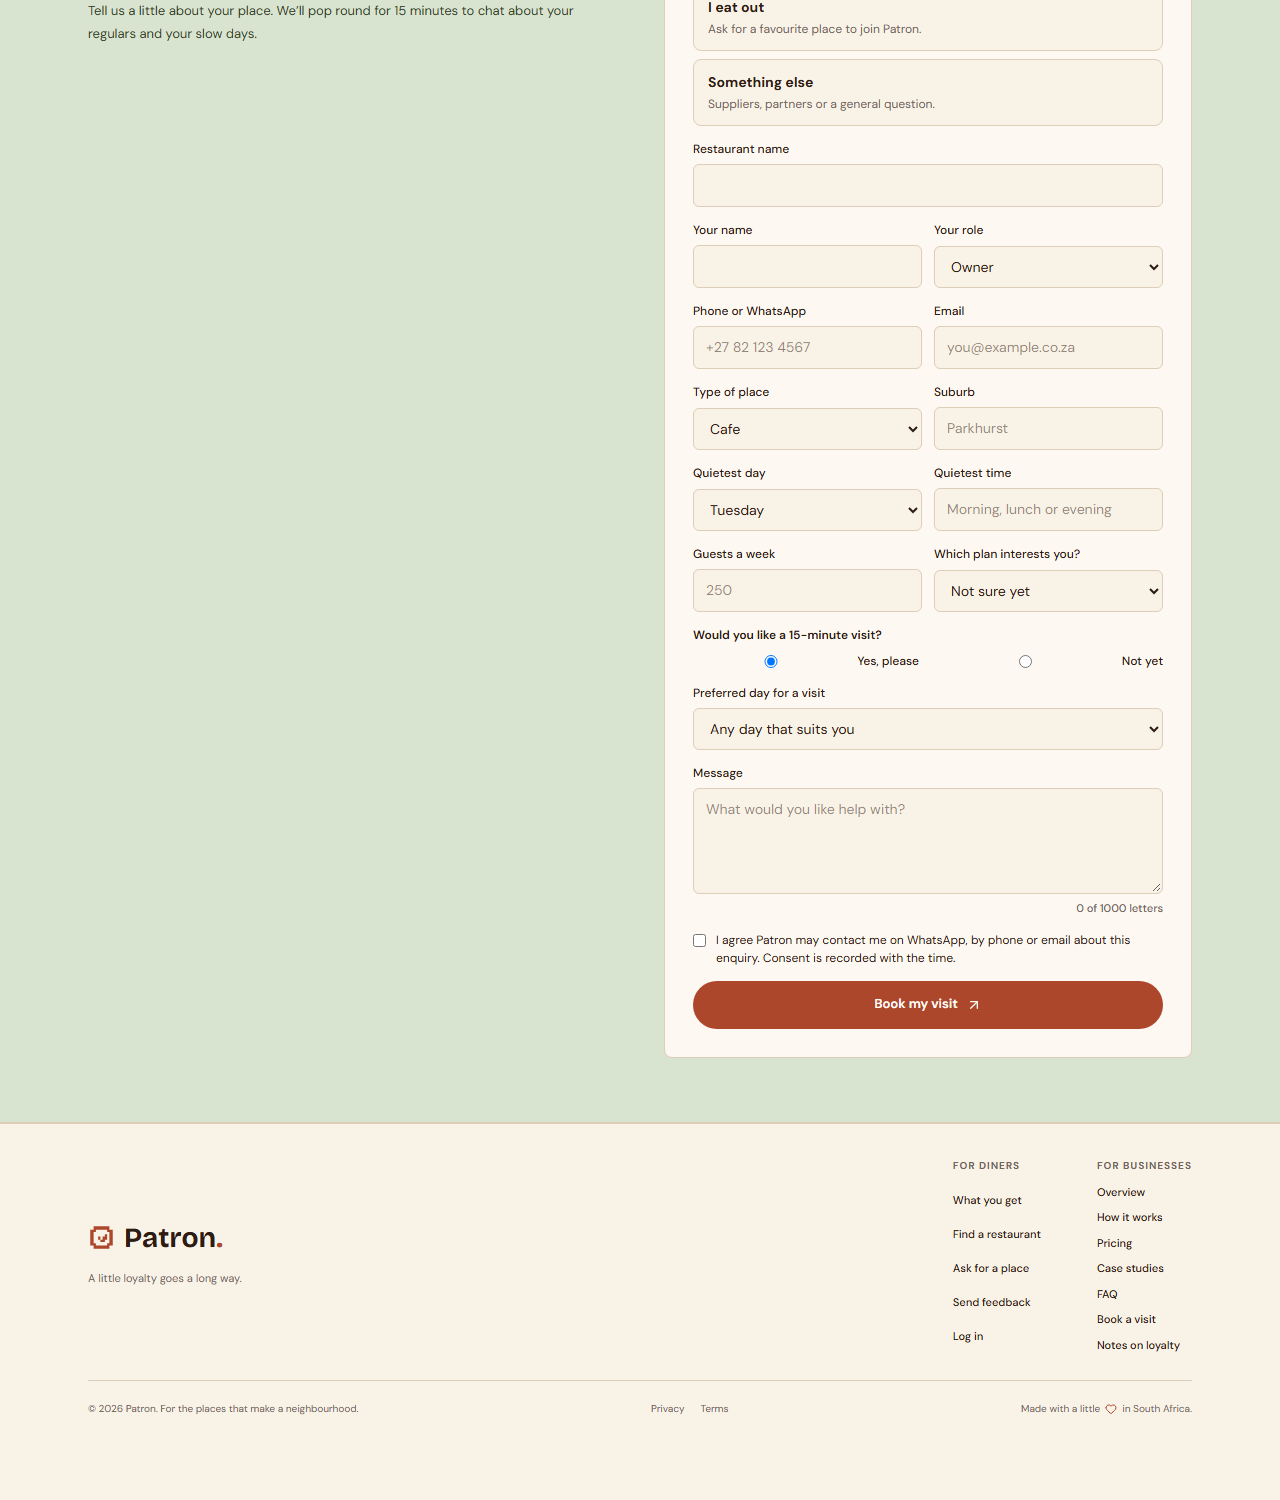 Tell us a little about your place. We’ll pop round for 15 minutes to chat about your
regulars and your slow days.
I eat out
Ask for a favourite place to join Patron.
Something else
Suppliers, partners or a general question.
Restaurant name
Your name
Your role
Owner
Phone or WhatsApp
Email
+27 82 123 4567
you@example.co.za
Type of place
Suburb
Cafe
Parkhurst
Quietest day
Quietest time
Tuesday
Morning, lunch or evening
Guests a week
Which plan interests you?
250
Not sure yet
Would you like a 15-minute visit?
Yes, please
Not yet
Preferred day for a visit
Any day that suits you
Message
What would you like help with?
0 of 1000 letters
I agree Patron may contact me on WhatsApp, by phone or email about this
enquiry. Consent is recorded with the time.
Book my visit
Patron.
A little loyalty goes a long way.
FOR DINERS
What you get
Find a restaurant
Ask for a place
Send feedback
Log in
FOR BUSINESSES
Overview
How it works
Pricing
Case studies
FAQ
Book a visit
Notes on loyalty
© 2026 Patron. For the places that make a neighbourhood.
Privacy
Terms
Made with a little ♡ in South Africa.